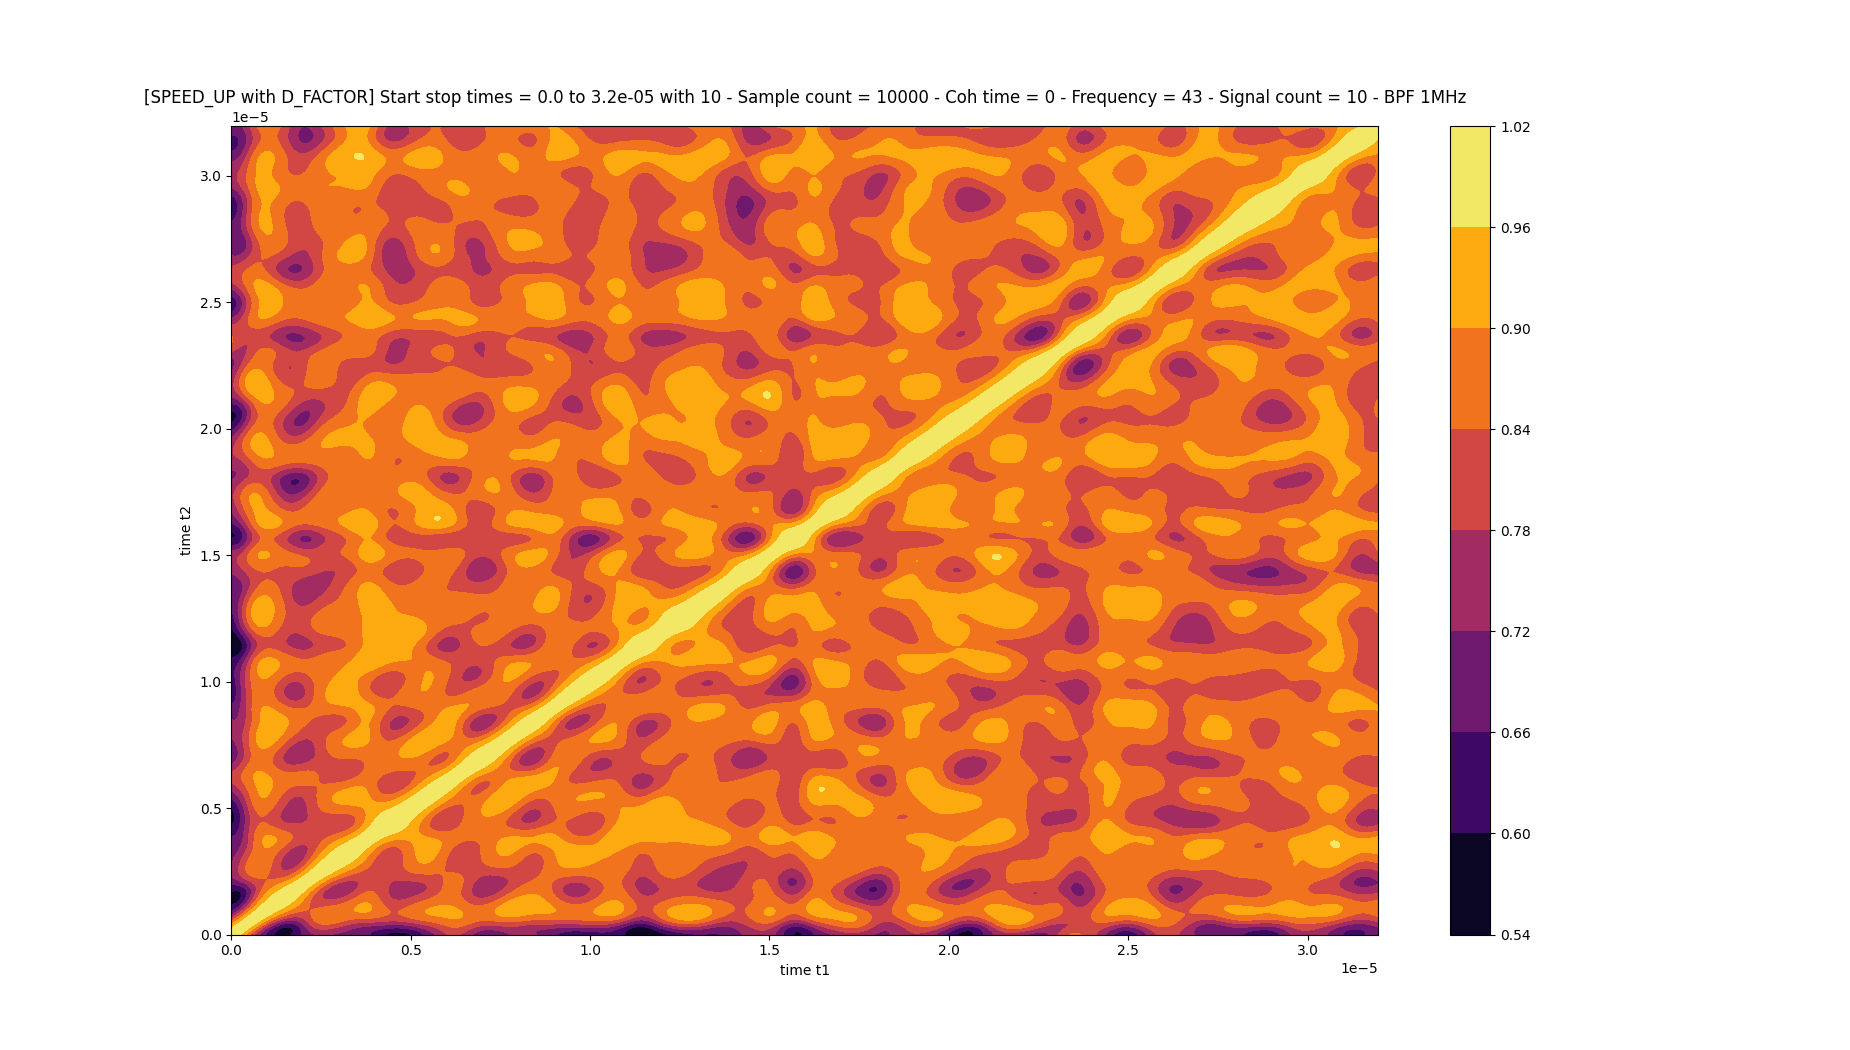 [SPEED_UP with D_FACTOR] Start stop times = 0.0 to 3.2e-05 with 10 - Sample count = 10000 - Coh time = 0 - Frequency = 43 - Signal count = 10 - BPF 1MHz
1e−5
3.0
2.5
2.0
1.5
1.0
0.5
0.0
time t2
0.0 0.5 1.0 1.5 2.0 2.5 3.0
time t1
1e−5
1.02
0.96
0.90
0.84
0.78
0.72
0.66
0.60
0.54